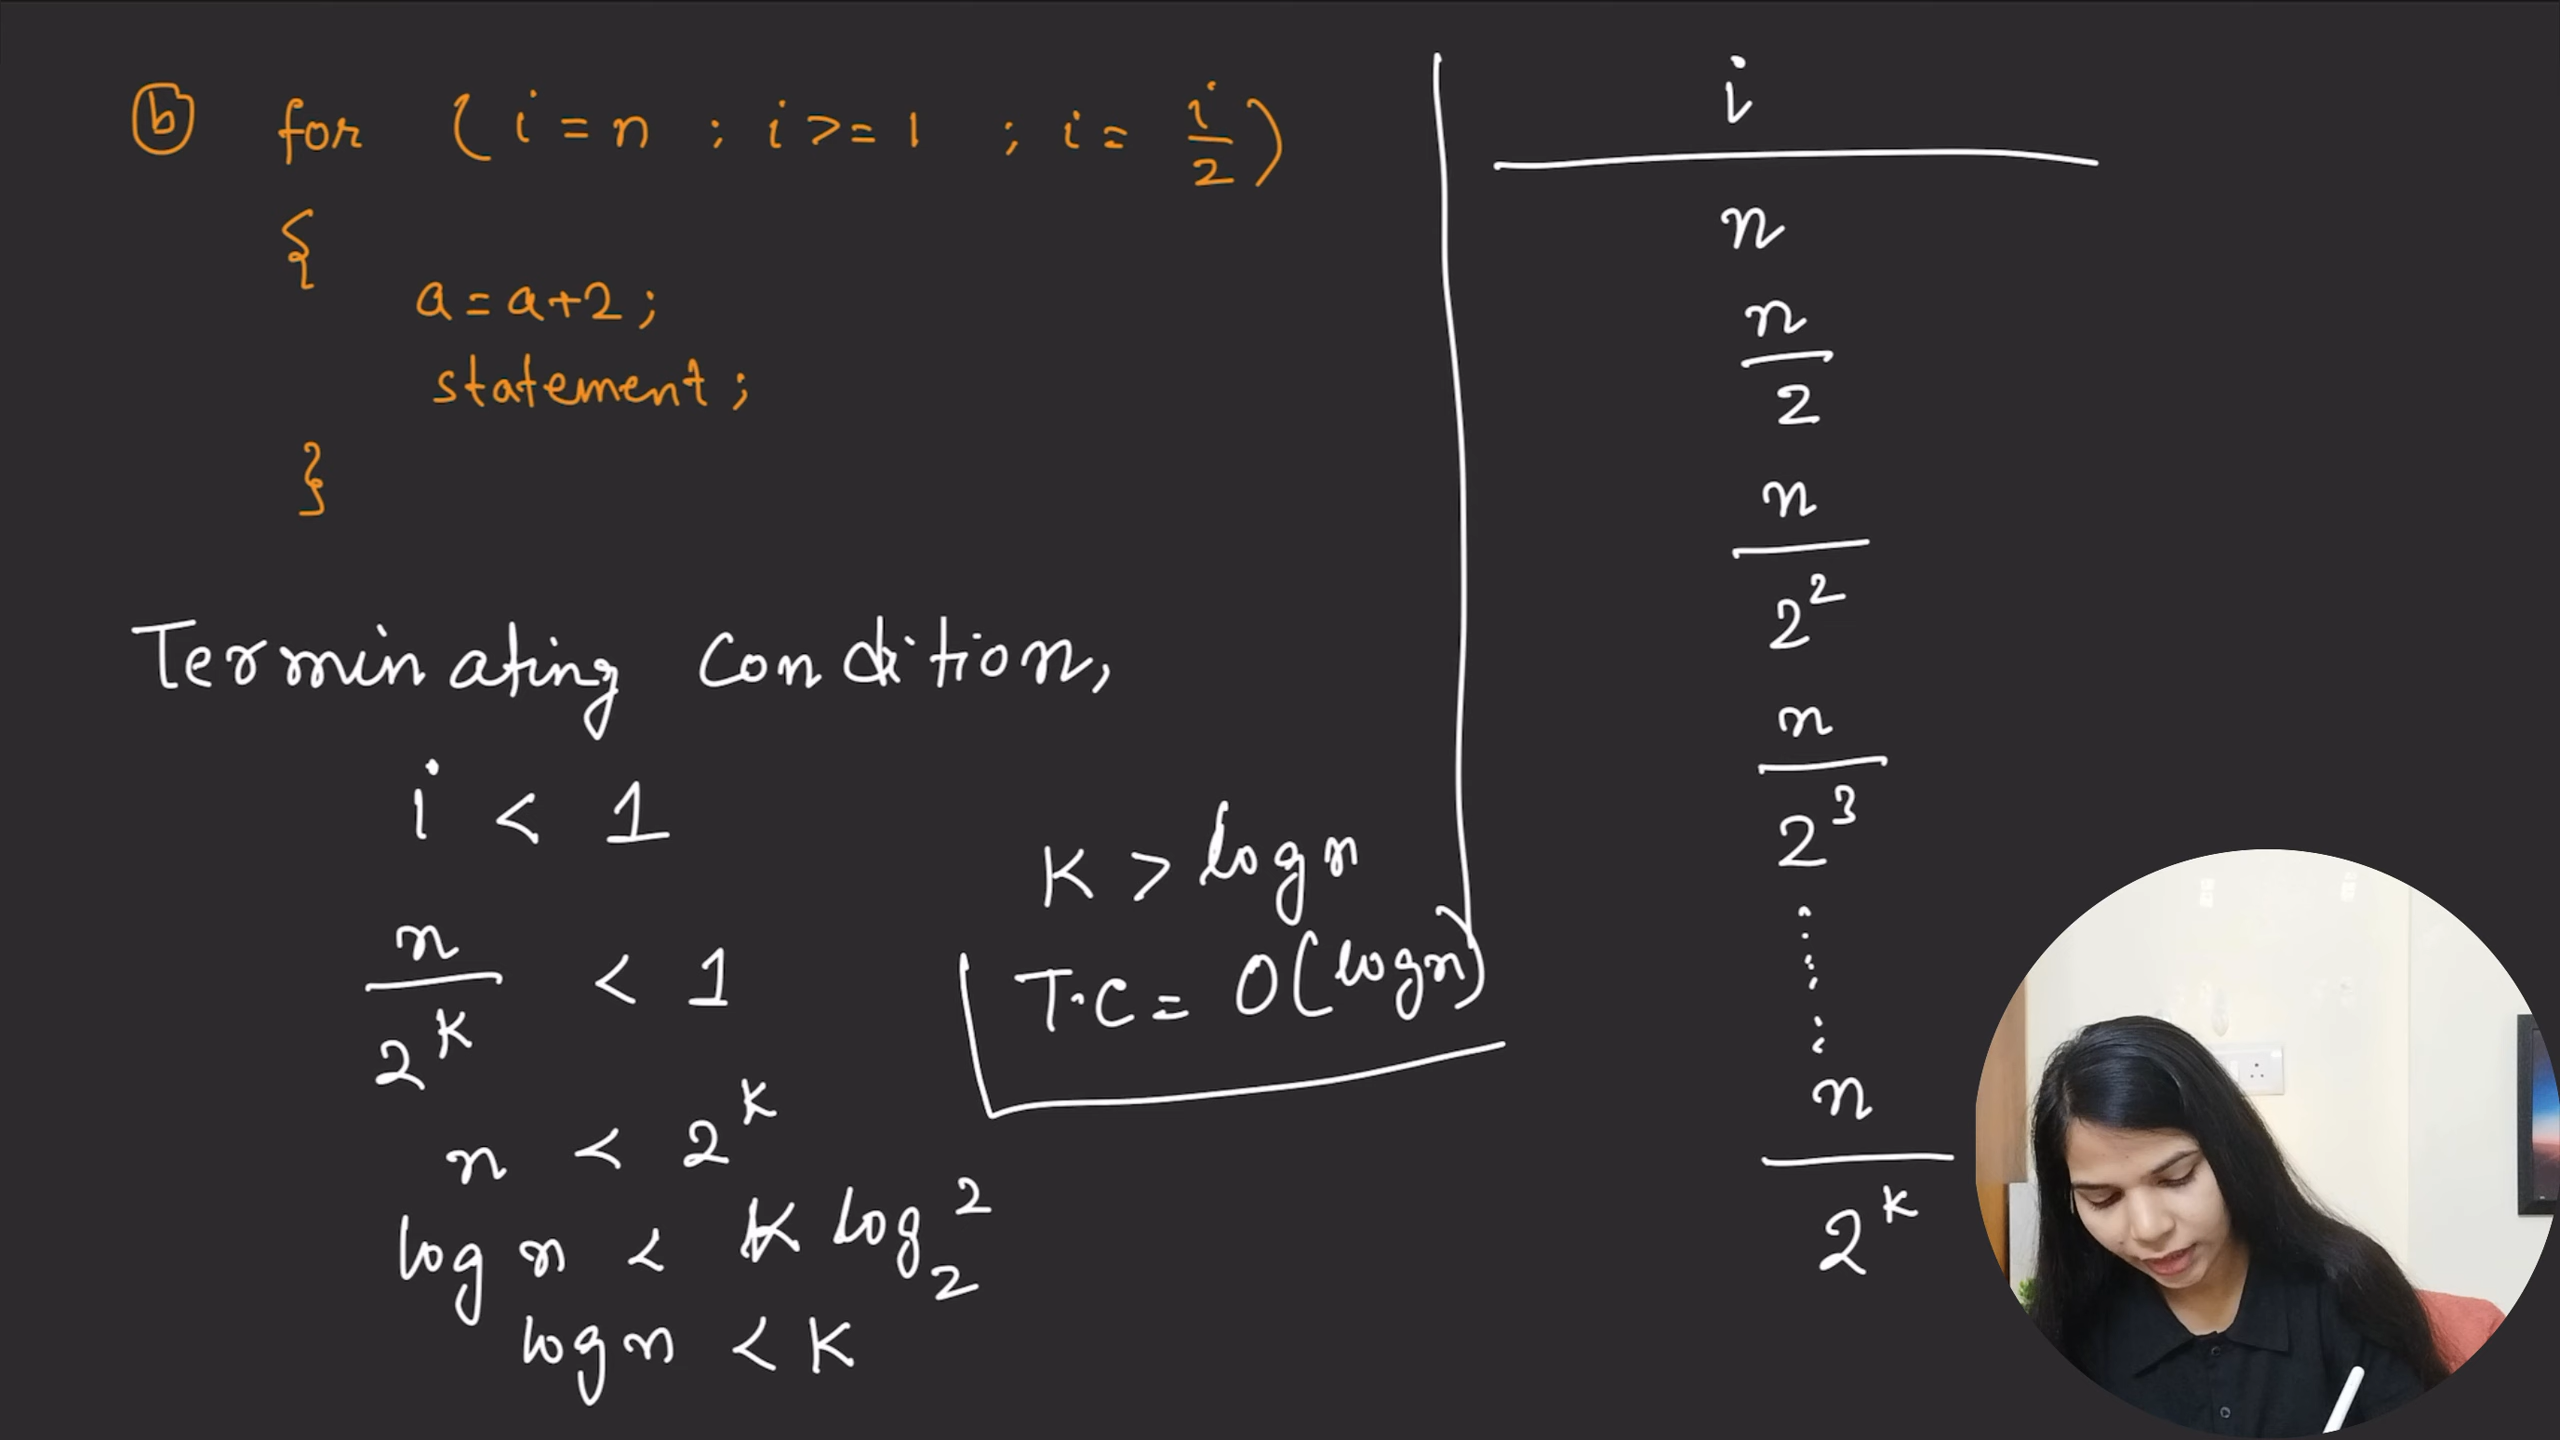 b for (i = n ; i >= 1 ; i = i/2)
{
a = a+2;
statement;
}
Terminating condition,
i < 1
n/2^k < 1
n < 2^k
log n < K log_2 2
log n < K
K > log n
T.C = O(log n)
i
n
n/2
n/2^2
n/2^3
⋮
n/2^k